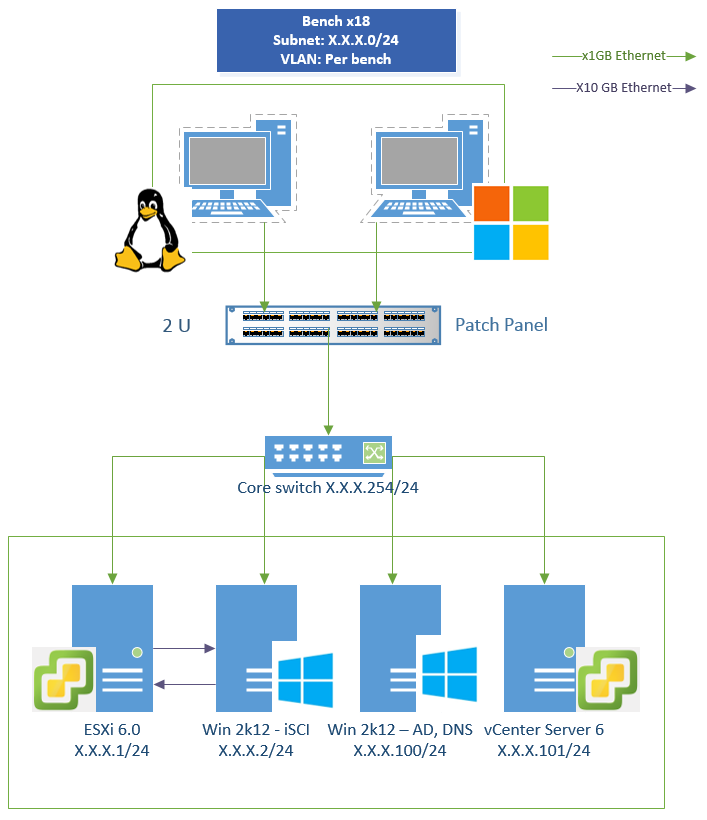 Bench x18
Subnet: X.X.X.0/24
VLAN: Per bench
x1GB Ethernet
X10 GB Ethernet
2 U
Patch Panel
Core switch X.X.X.254/24
ESXi 6.0
X.X.X.1/24
Win 2k12 - iSCI
X.X.X.2/24
Win 2k12 – AD, DNS
X.X.X.100/24
vCenter Server 6
X.X.X.101/24